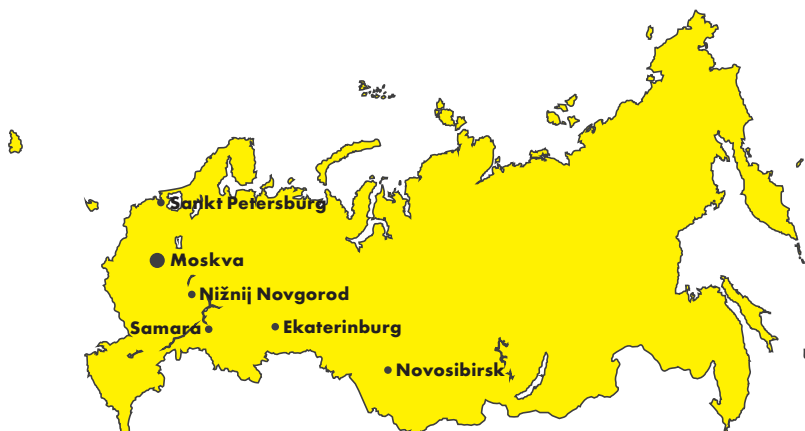 Sankt Petersburg
Moskva
Nižnij Novgorod
Samara
Ekaterinburg
Novosibirsk